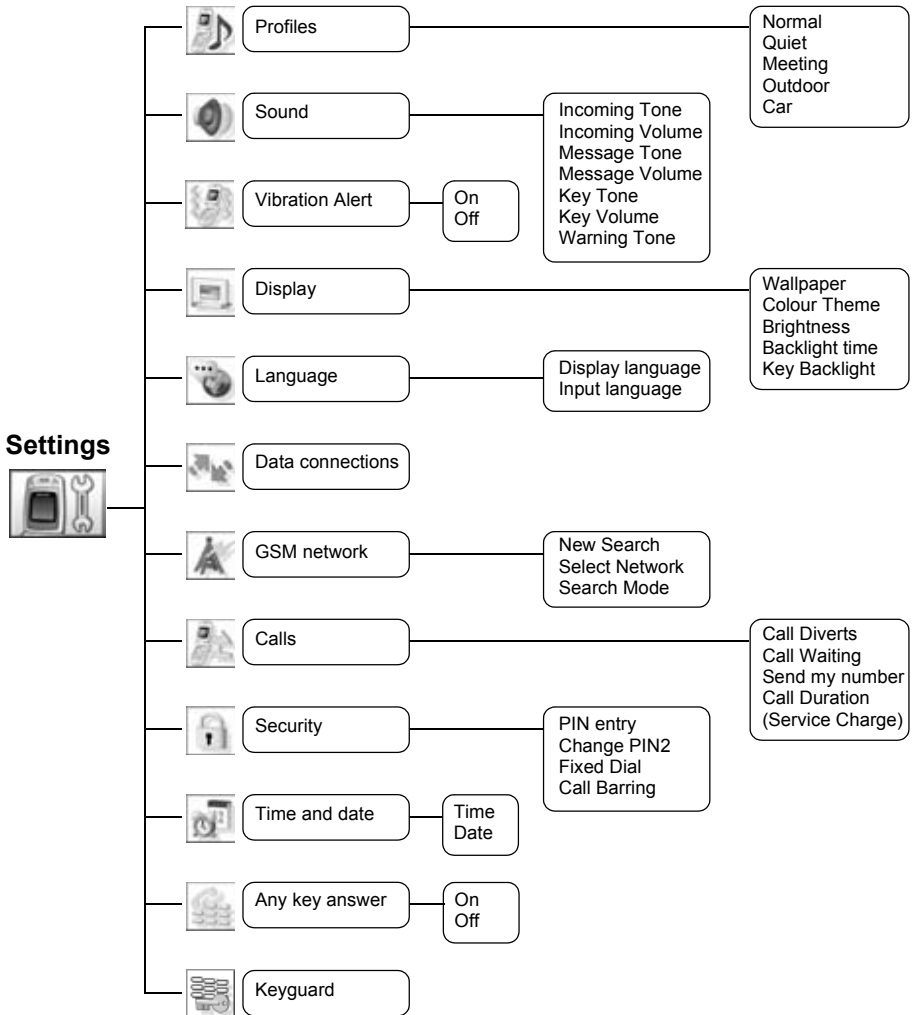 Profiles
Normal
Quiet
Meeting
Outdoor
Car
Sound
Incoming Tone
Incoming Volume
Message Tone
Message Volume
Key Tone
Key Volume
Warning Tone
Vibration Alert
On
Off
Display
Wallpaper
Colour Theme
Brightness
Backlight time
Key Backlight
Language
Display language
Input language
Settings
Data connections
GSM network
New Search
Select Network
Search Mode
Calls
Call Diverts
Call Waiting
Send my number
Call Duration
(Service Charge)
Security
PIN entry
Change PIN2
Fixed Dial
Call Barring
Time and date
Time
Date
Any key answer
On
Off
Keyguard